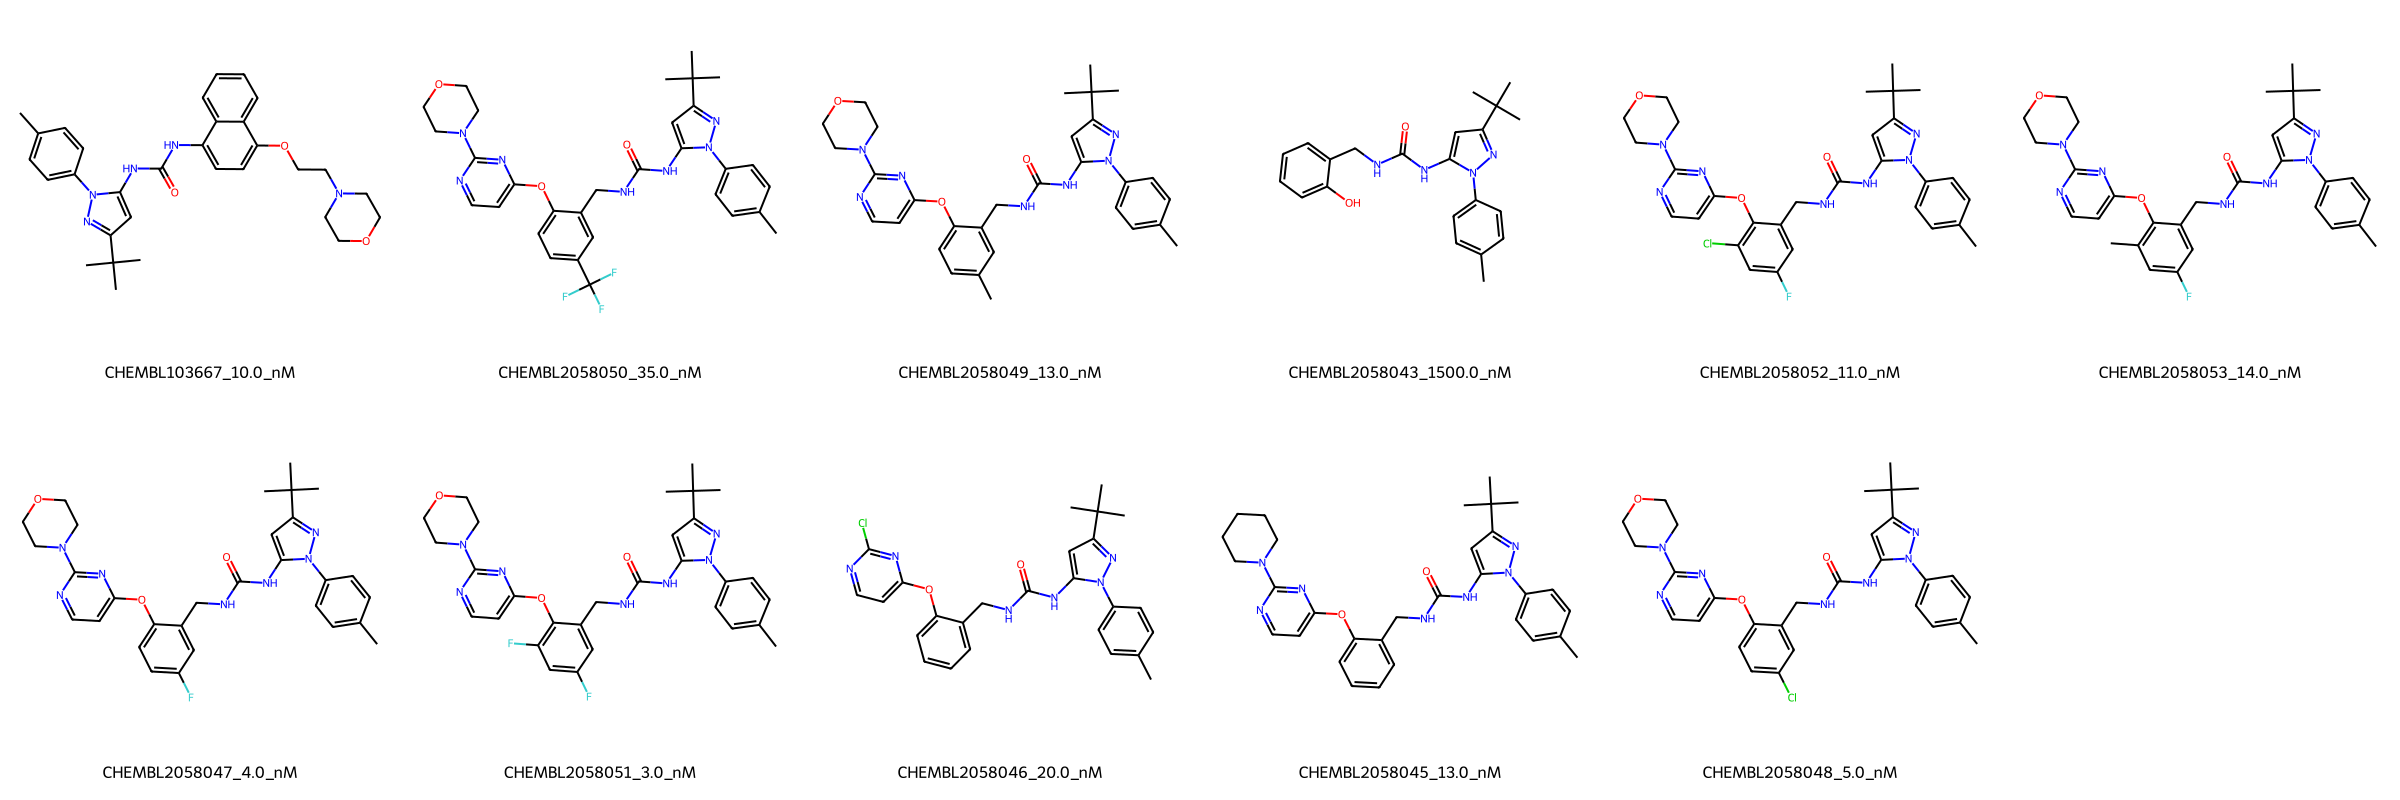 CHEMBL103667_10.0_nM
CHEMBL2058050_35.0_nM
CHEMBL2058049_13.0_nM
CHEMBL2058043_1500.0_nM
CHEMBL2058052_11.0_nM
CHEMBL2058053_14.0_nM
CHEMBL2058047_4.0_nM
CHEMBL2058051_3.0_nM
CHEMBL2058046_20.0_nM
CHEMBL2058045_13.0_nM
CHEMBL2058048_5.0_nM